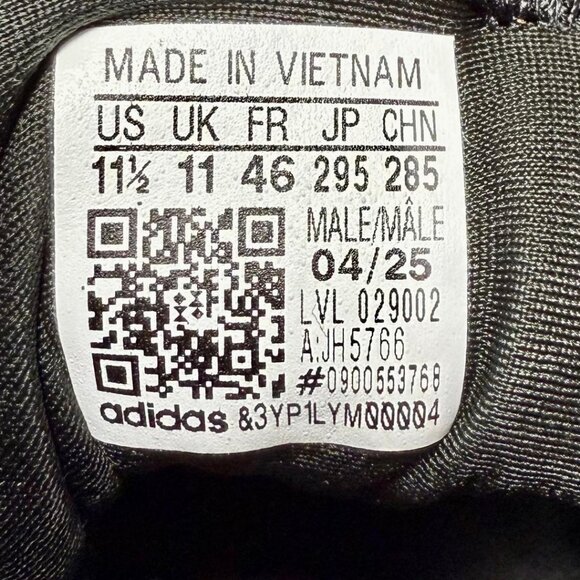 MADE IN VIETNAM
US UK FR JP CHN
11½ 11 46 295 285
MALE/MÂLE
04/25
LVL 029002
A:JH5766
#0900553768
adidas &3YP1LYM00004